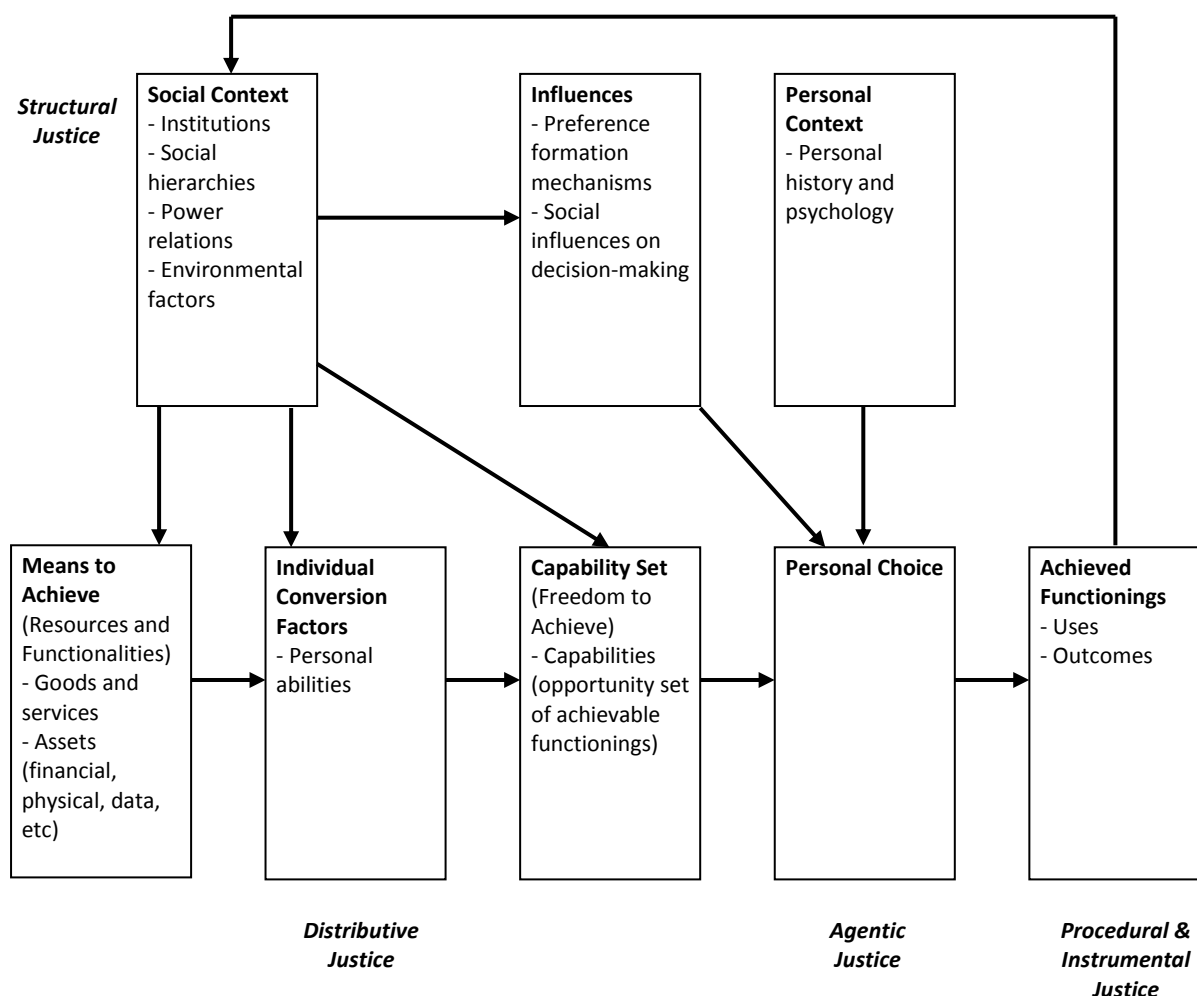 Structural
Justice
Social Context
- Institutions
- Social
hierarchies
- Power
relations
- Environmental
factors
Influences
- Preference
formation
mechanisms
- Social
influences on
decision-making
Personal
Context
- Personal
history and
psychology
Means to
Achieve
(Resources and
Functionalities)
- Goods and
services
- Assets
(financial,
physical, data,
etc)
Individual
Conversion
Factors
- Personal
abilities
Capability Set
(Freedom to
Achieve)
- Capabilities
(opportunity set
of achievable
functionings)
Personal Choice
Achieved
Functionings
- Uses
- Outcomes
Distributive
Justice
Agentic
Justice
Procedural &
Instrumental
Justice